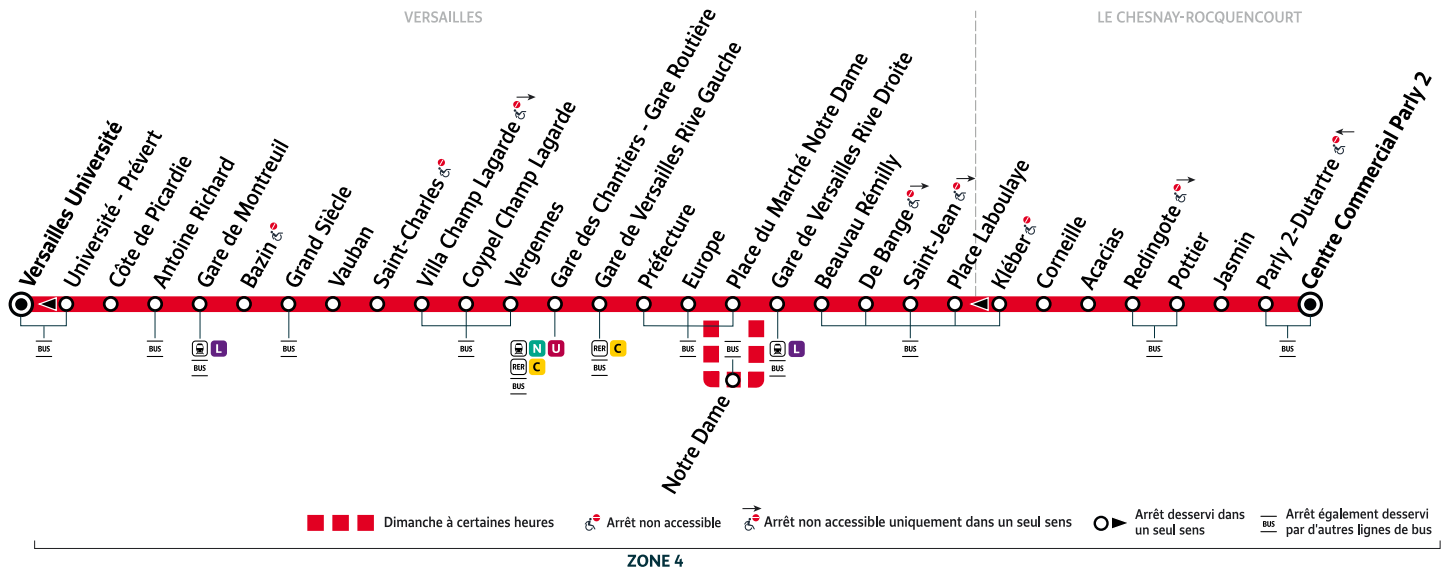 VERSAILLES
LE CHESNAY-ROCQUENCOURT
Versailles Université
Université - Prévert
Côte de Picardie
Antoine Richard
Gare de Montreuil
Bazin
Grand Siècle
Vauban
Saint-Charles
Villa Champ Lagarde
Coypel Champ Lagarde
Vergennes
Gare des Chantiers - Gare Routière
Gare de Versailles Rive Gauche
Préfecture
Europe
Place du Marché Notre Dame
Gare de Versailles Rive Droite
Beauvau Rémilly
De Bange
Saint-Jean
Place Laboulaye
Kléber
Corneille
Acacias
Redingote
Pottier
Jasmin
Parly 2-Dutartre
Centre Commercial Parly 2
BUS
BUS
L
BUS
BUS
BUS
N U
RER C
BUS
RER C
BUS
BUS
BUS
L
BUS
BUS
BUS
BUS
Notre Dame
Dimanche à certaines heures
Arrêt non accessible
Arrêt non accessible uniquement dans un seul sens
Arrêt desservi dans
un seul sens
BUS
Arrêt également desservi
par d'autres lignes de bus
ZONE 4